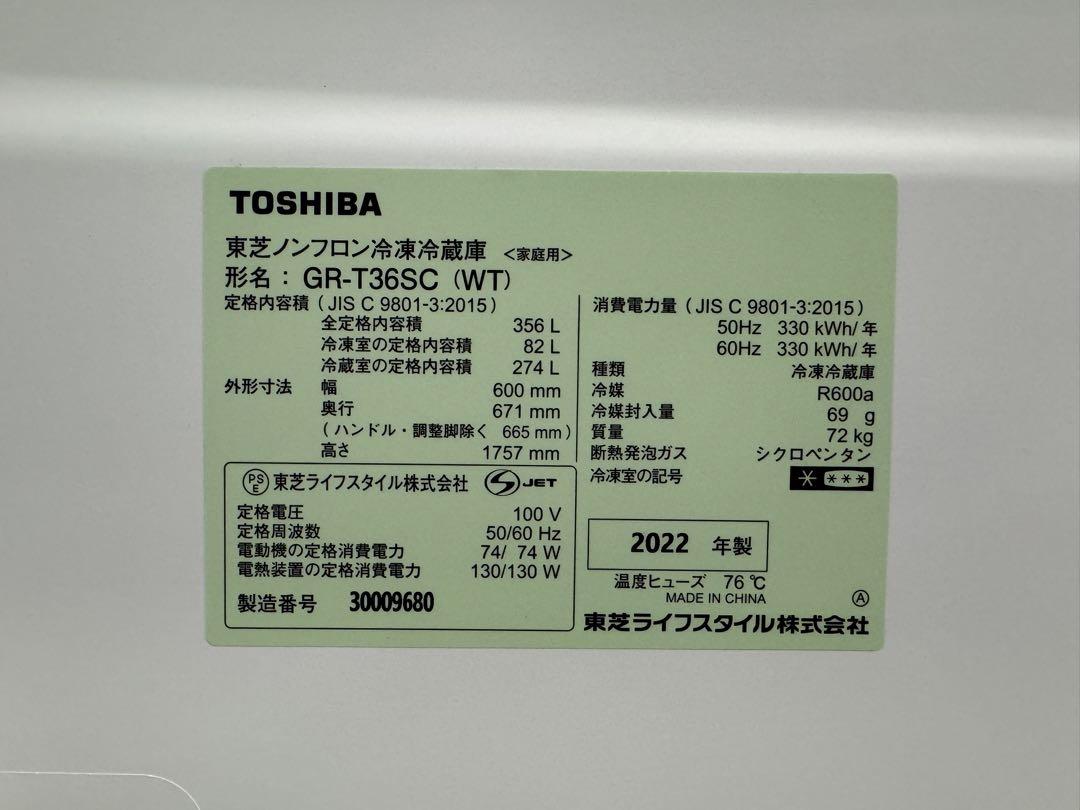 TOSHIBA
東芝ノンフロン冷凍冷蔵庫 <家庭用>
形名: GR-T36SC (WT)
定格内容積 (JIS C 9801-3:2015)
全定格内容積 356 L
冷凍室の定格内容積 82 L
冷蔵室の定格内容積 274 L
外形寸法 幅 600 mm
奥行 671 mm
(ハンドル・調整脚除く 665 mm)
高さ 1757 mm
消費電力量 (JIS C 9801-3:2015)
50Hz 330 kWh/年
60Hz 330 kWh/年
種類 冷凍冷蔵庫
冷媒 R600a
冷媒封入量 69 g
質量 72 kg
断熱発泡ガス シクロペンタン
冷凍室の記号 * ***
PSE 東芝ライフスタイル株式会社 S JET
定格電圧 100 V
定格周波数 50/60 Hz
電動機の定格消費電力 74/ 74 W
電熱装置の定格消費電力 130/130 W
製造番号 30009680
2022 年製
温度ヒューズ 76 ℃
MADE IN CHINA
Ⓐ
東芝ライフスタイル株式会社